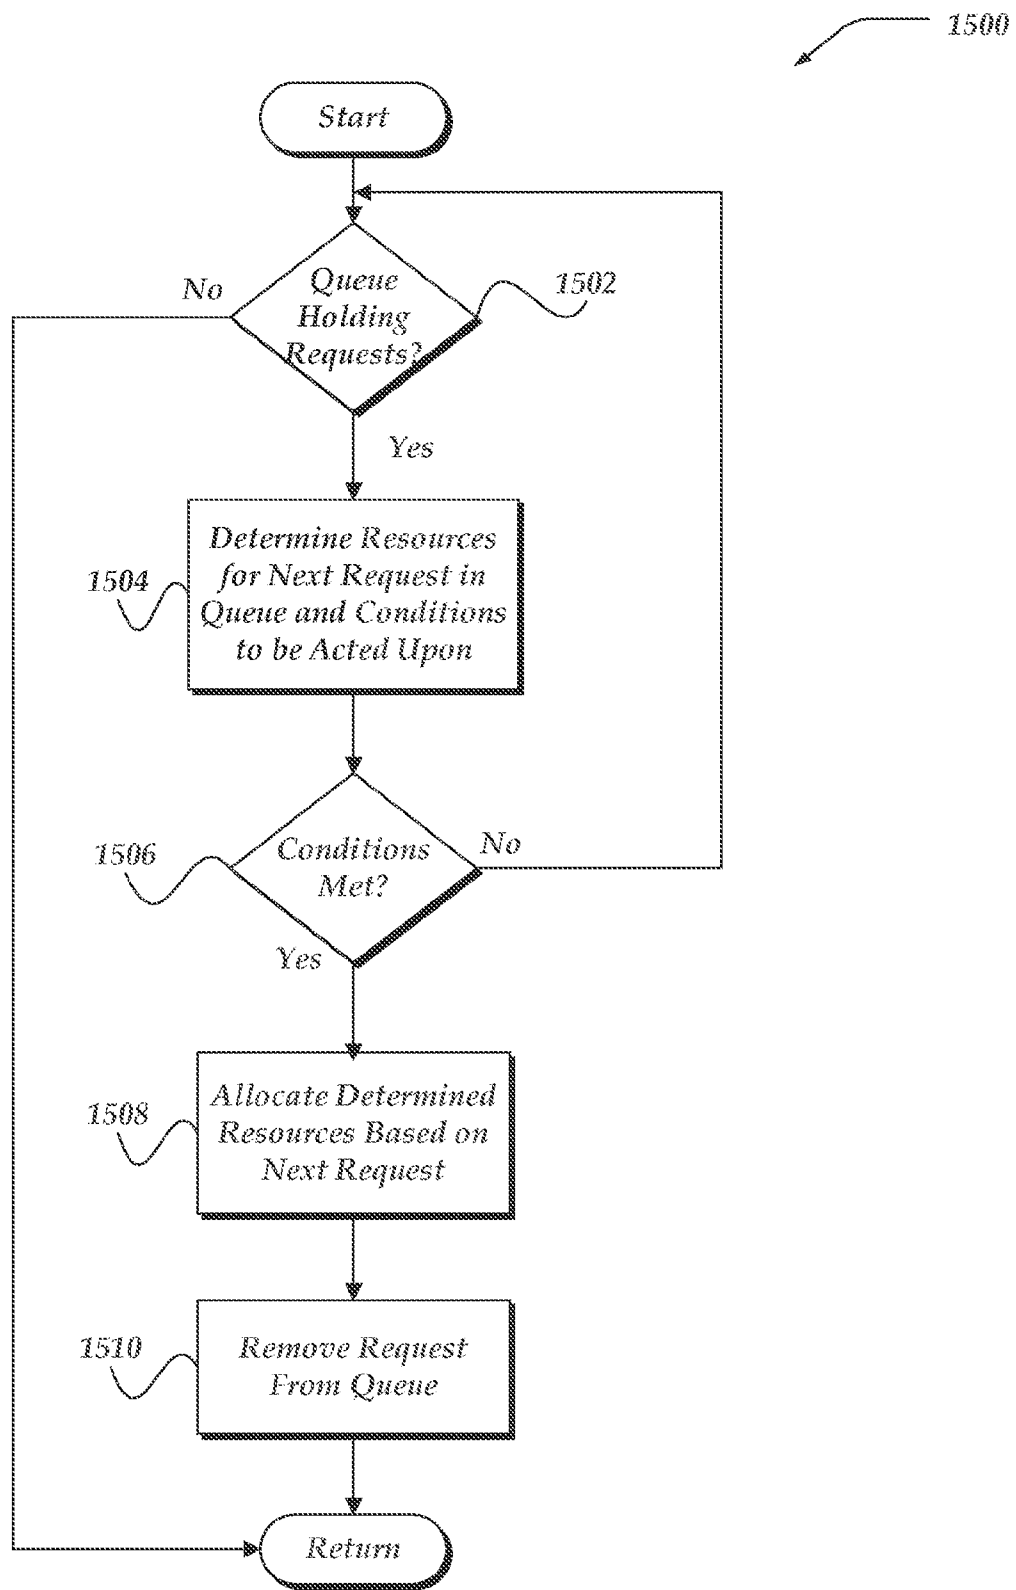 1500
Start
No
Queue
Holding
Requests?
1502
Yes
Determine Resources
for Next Request in
Queue and Conditions
to be Acted Upon
1504
Conditions
Met?
1506
No
Yes
Allocate Determined
Resources Based on
Next Request
1508
Remove Request
From Queue
1510
Return